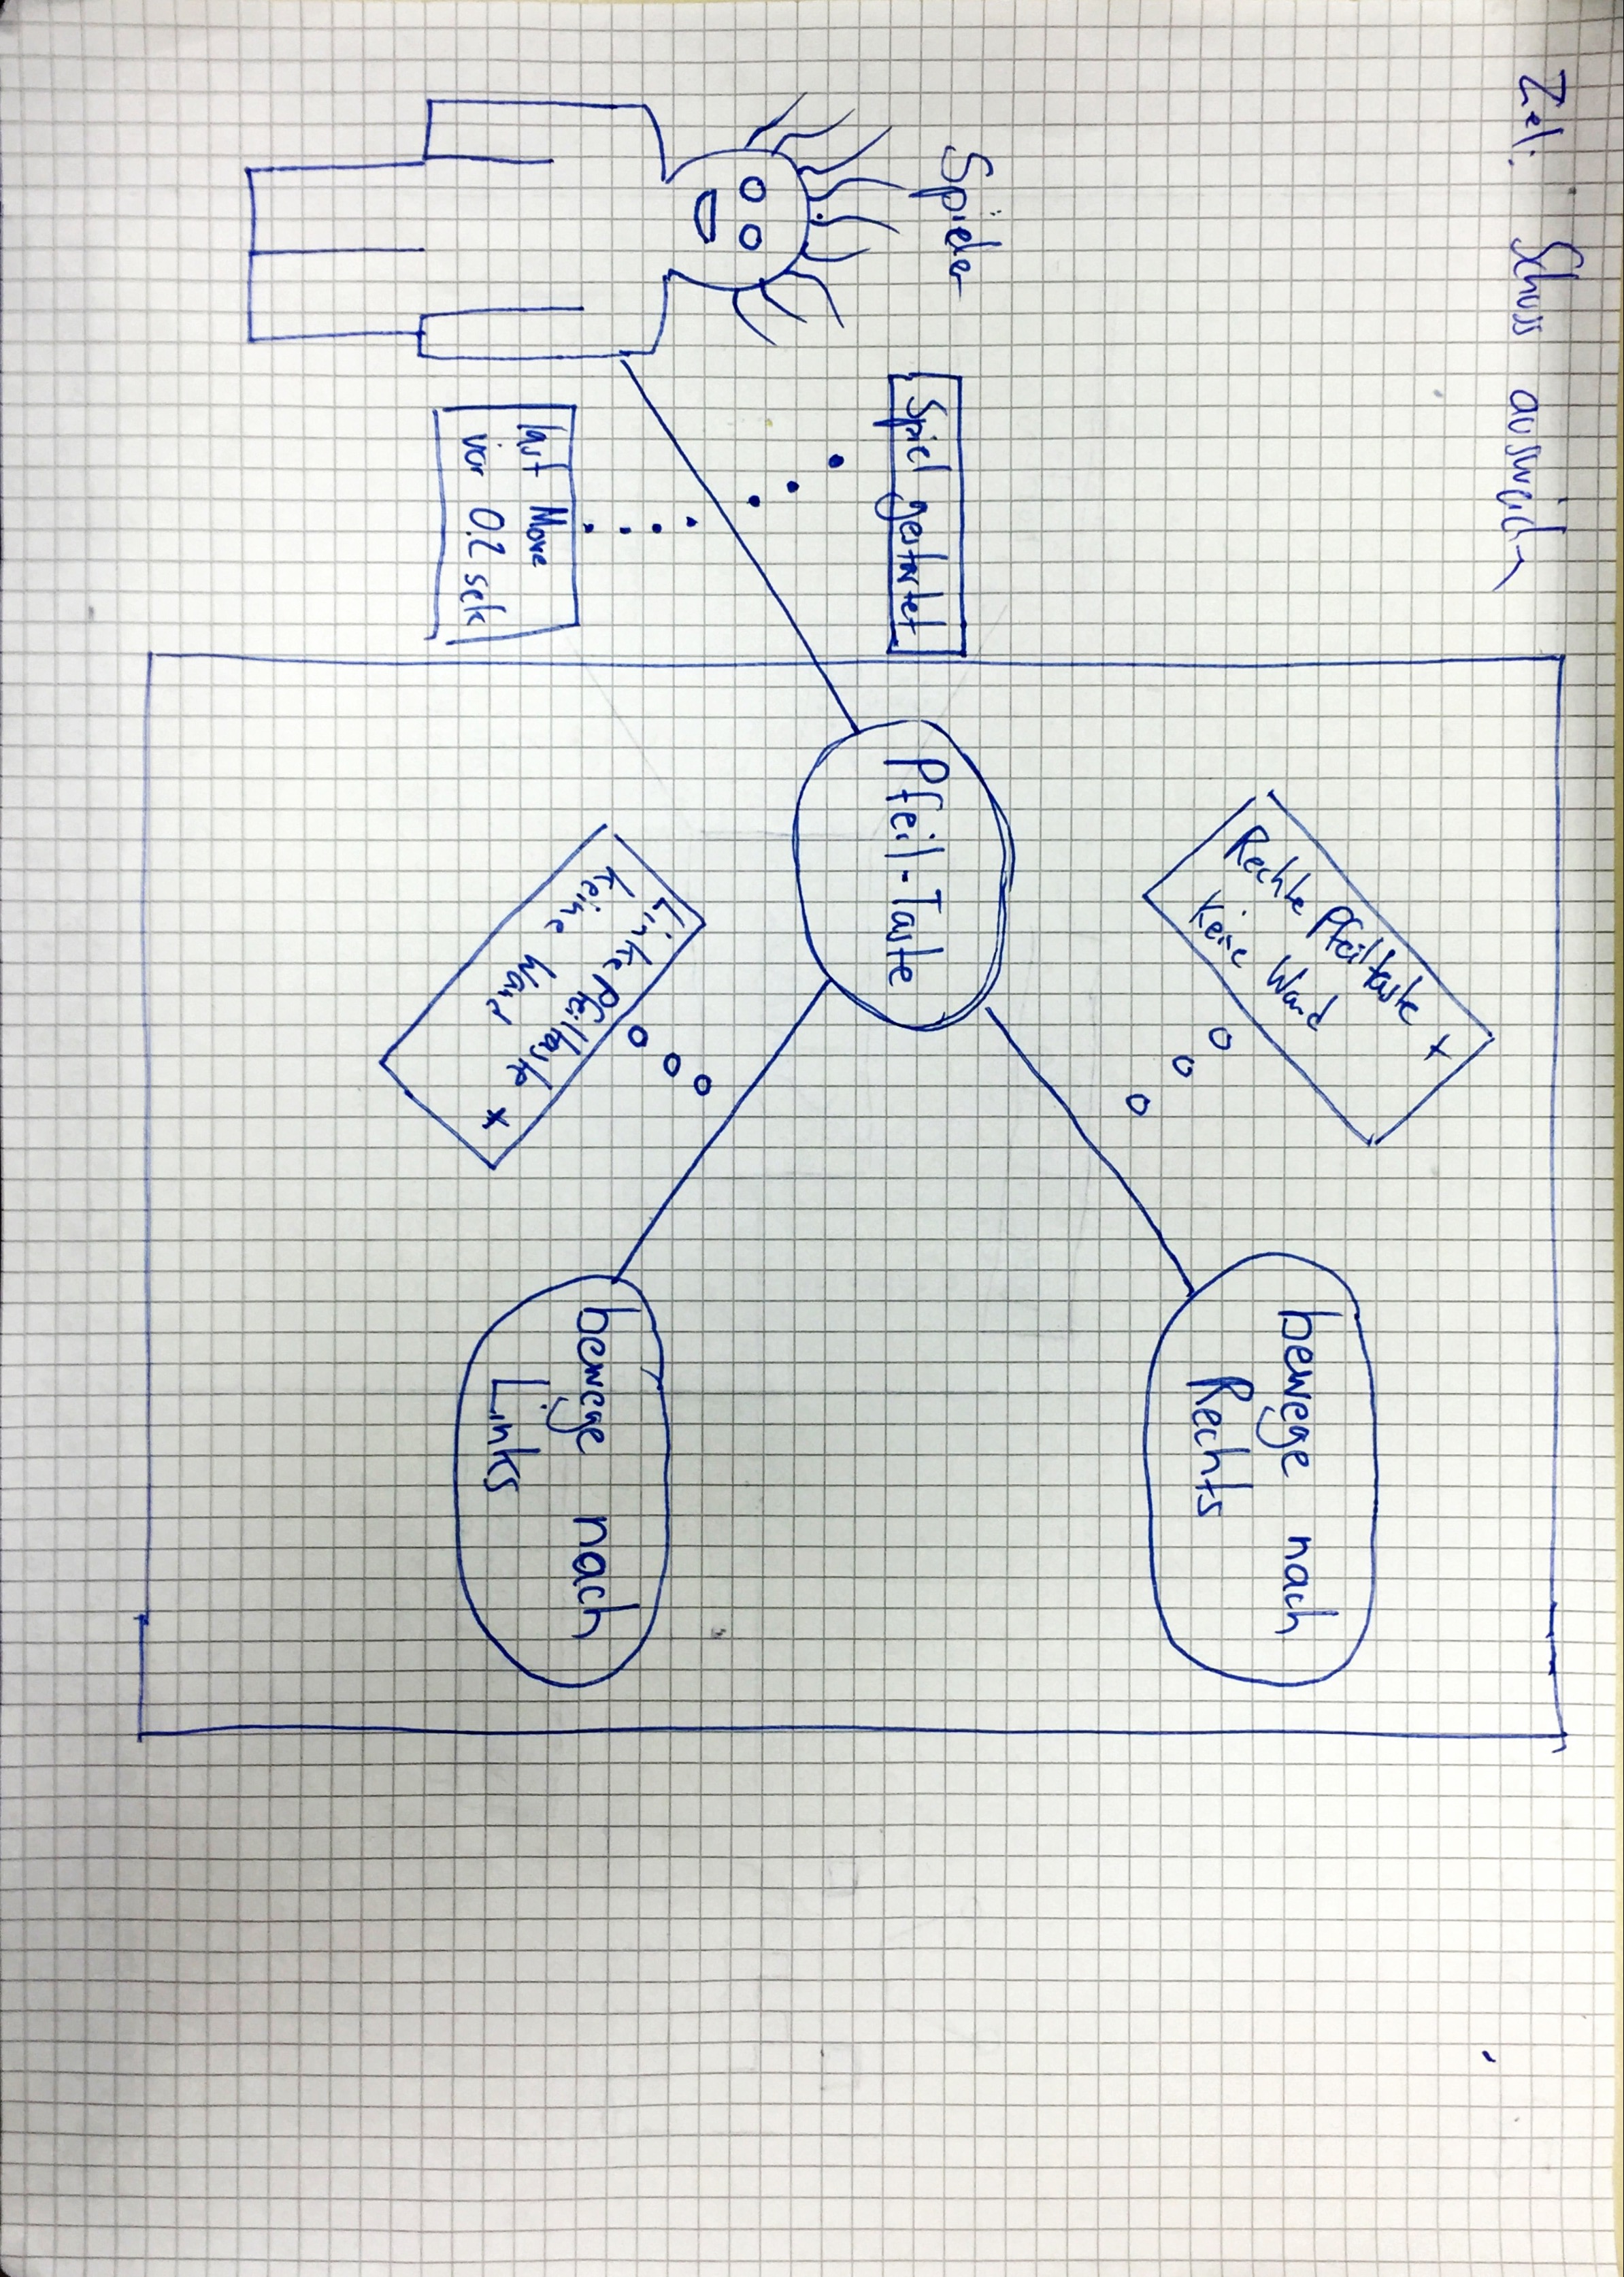 Ziel: Schuss ausweichen
Spieler
Spiel gestartet
last Move
vor 0.2 sek
Pfeil-Taste
Rechte Pfeiltaste +
Keine Wand
Linke Pfeiltaste +
keine Wand
bewege nach
Rechts
bewege nach
Links